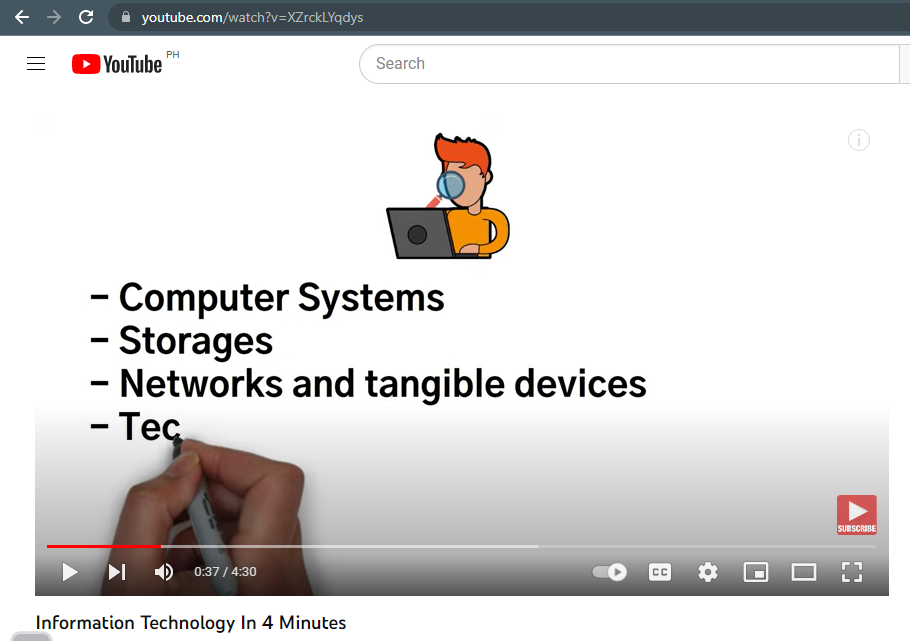 youtube.com/watch?v=XZrckLYqdys
YouTube PH
Search
- Computer Systems
- Storages
- Networks and tangible devices
- Tec
SUBSCRIBE
0:37 / 4:30
CC
Information Technology In 4 Minutes